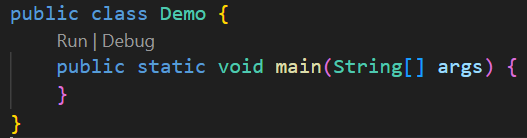 public class Demo {
Run | Debug
public static void main(String[] args) {
}
}